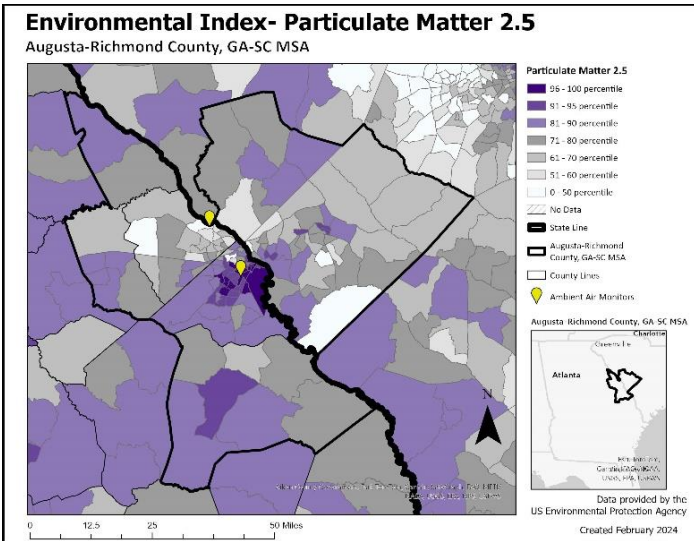 Environmental Index- Particulate Matter 2.5
Augusta-Richmond County, GA-SC MSA
Particulate Matter 2.5
96 - 100 percentile
91 - 95 percentile
81 - 90 percentile
71 - 80 percentile
61 - 70 percentile
51 - 60 percentile
0 - 50 percentile
No Data
State Line
Augusta-Richmond
County, GA-SC MSA
County Lines
Ambient Air Monitors
Augusta-Richmond County, GA-SC MSA
Charlotte
Greenville
Atlanta
N
Data provided by the
US Environmental Protection Agency
Created February 2024
0 12.5 25 50 Miles